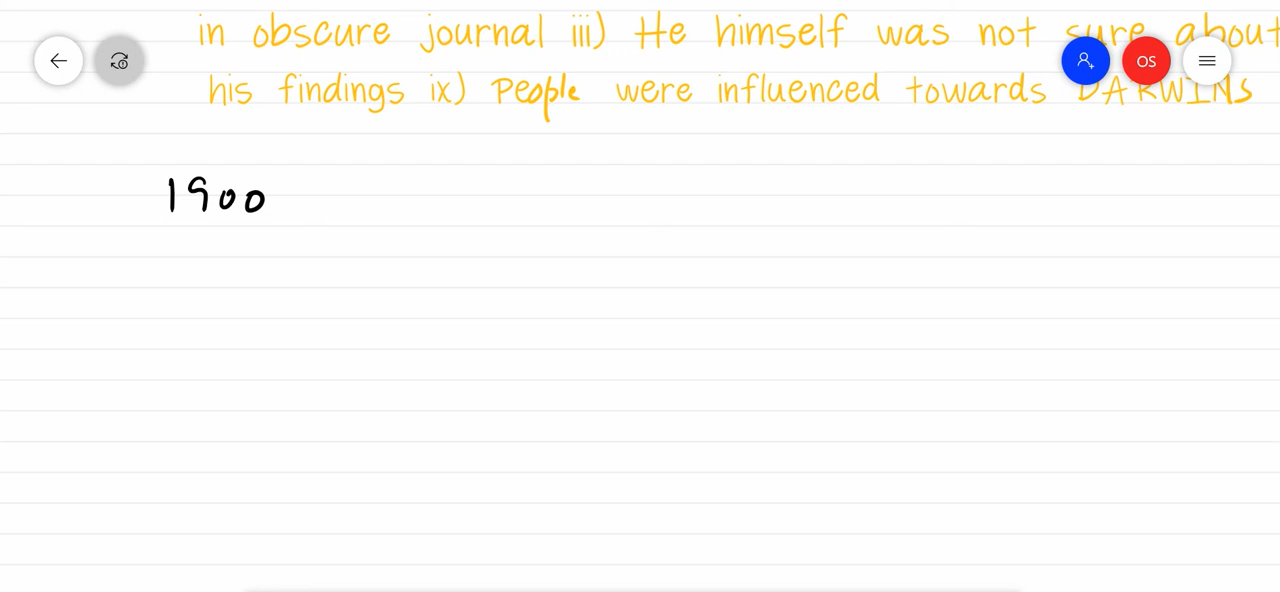 in obscure journal iii) He himself was not sure about
his findings ix) People were influenced towards DARWINS
OS
1900